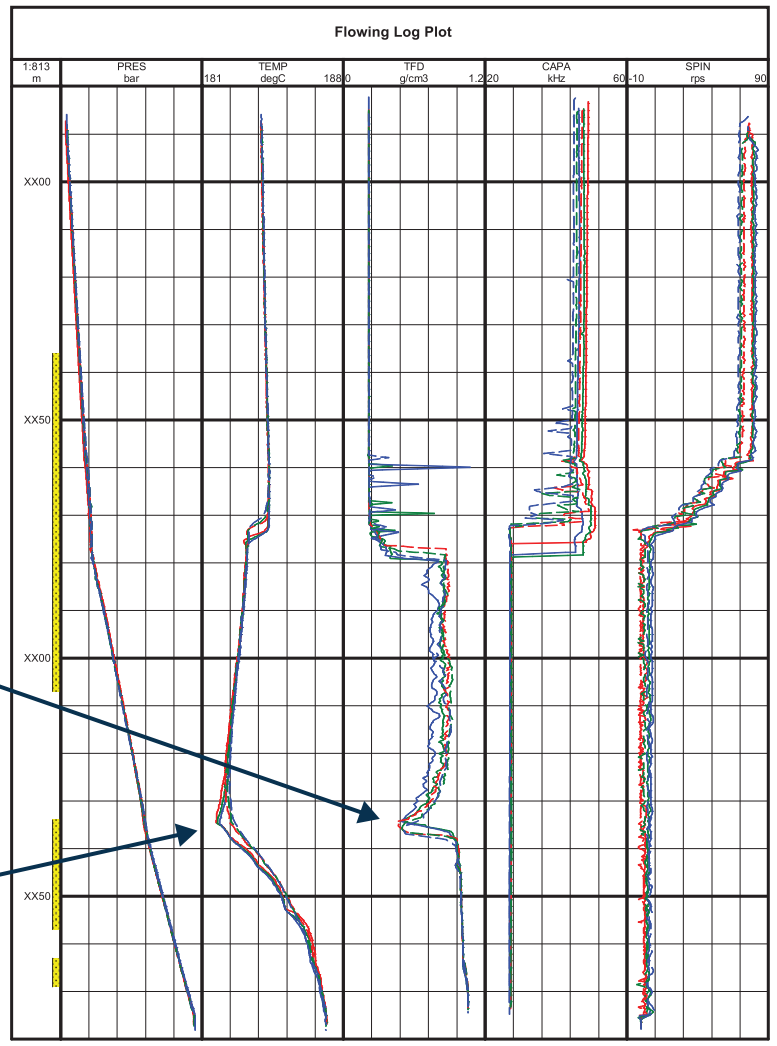 Flowing Log Plot
1:813 PRES TEMP TFD CAPA SPIN
m bar 181 degC 188 0 g/cm3 1.2 20 kHz 60 -10 rps 90
XX00
XX50
XX00
XX50